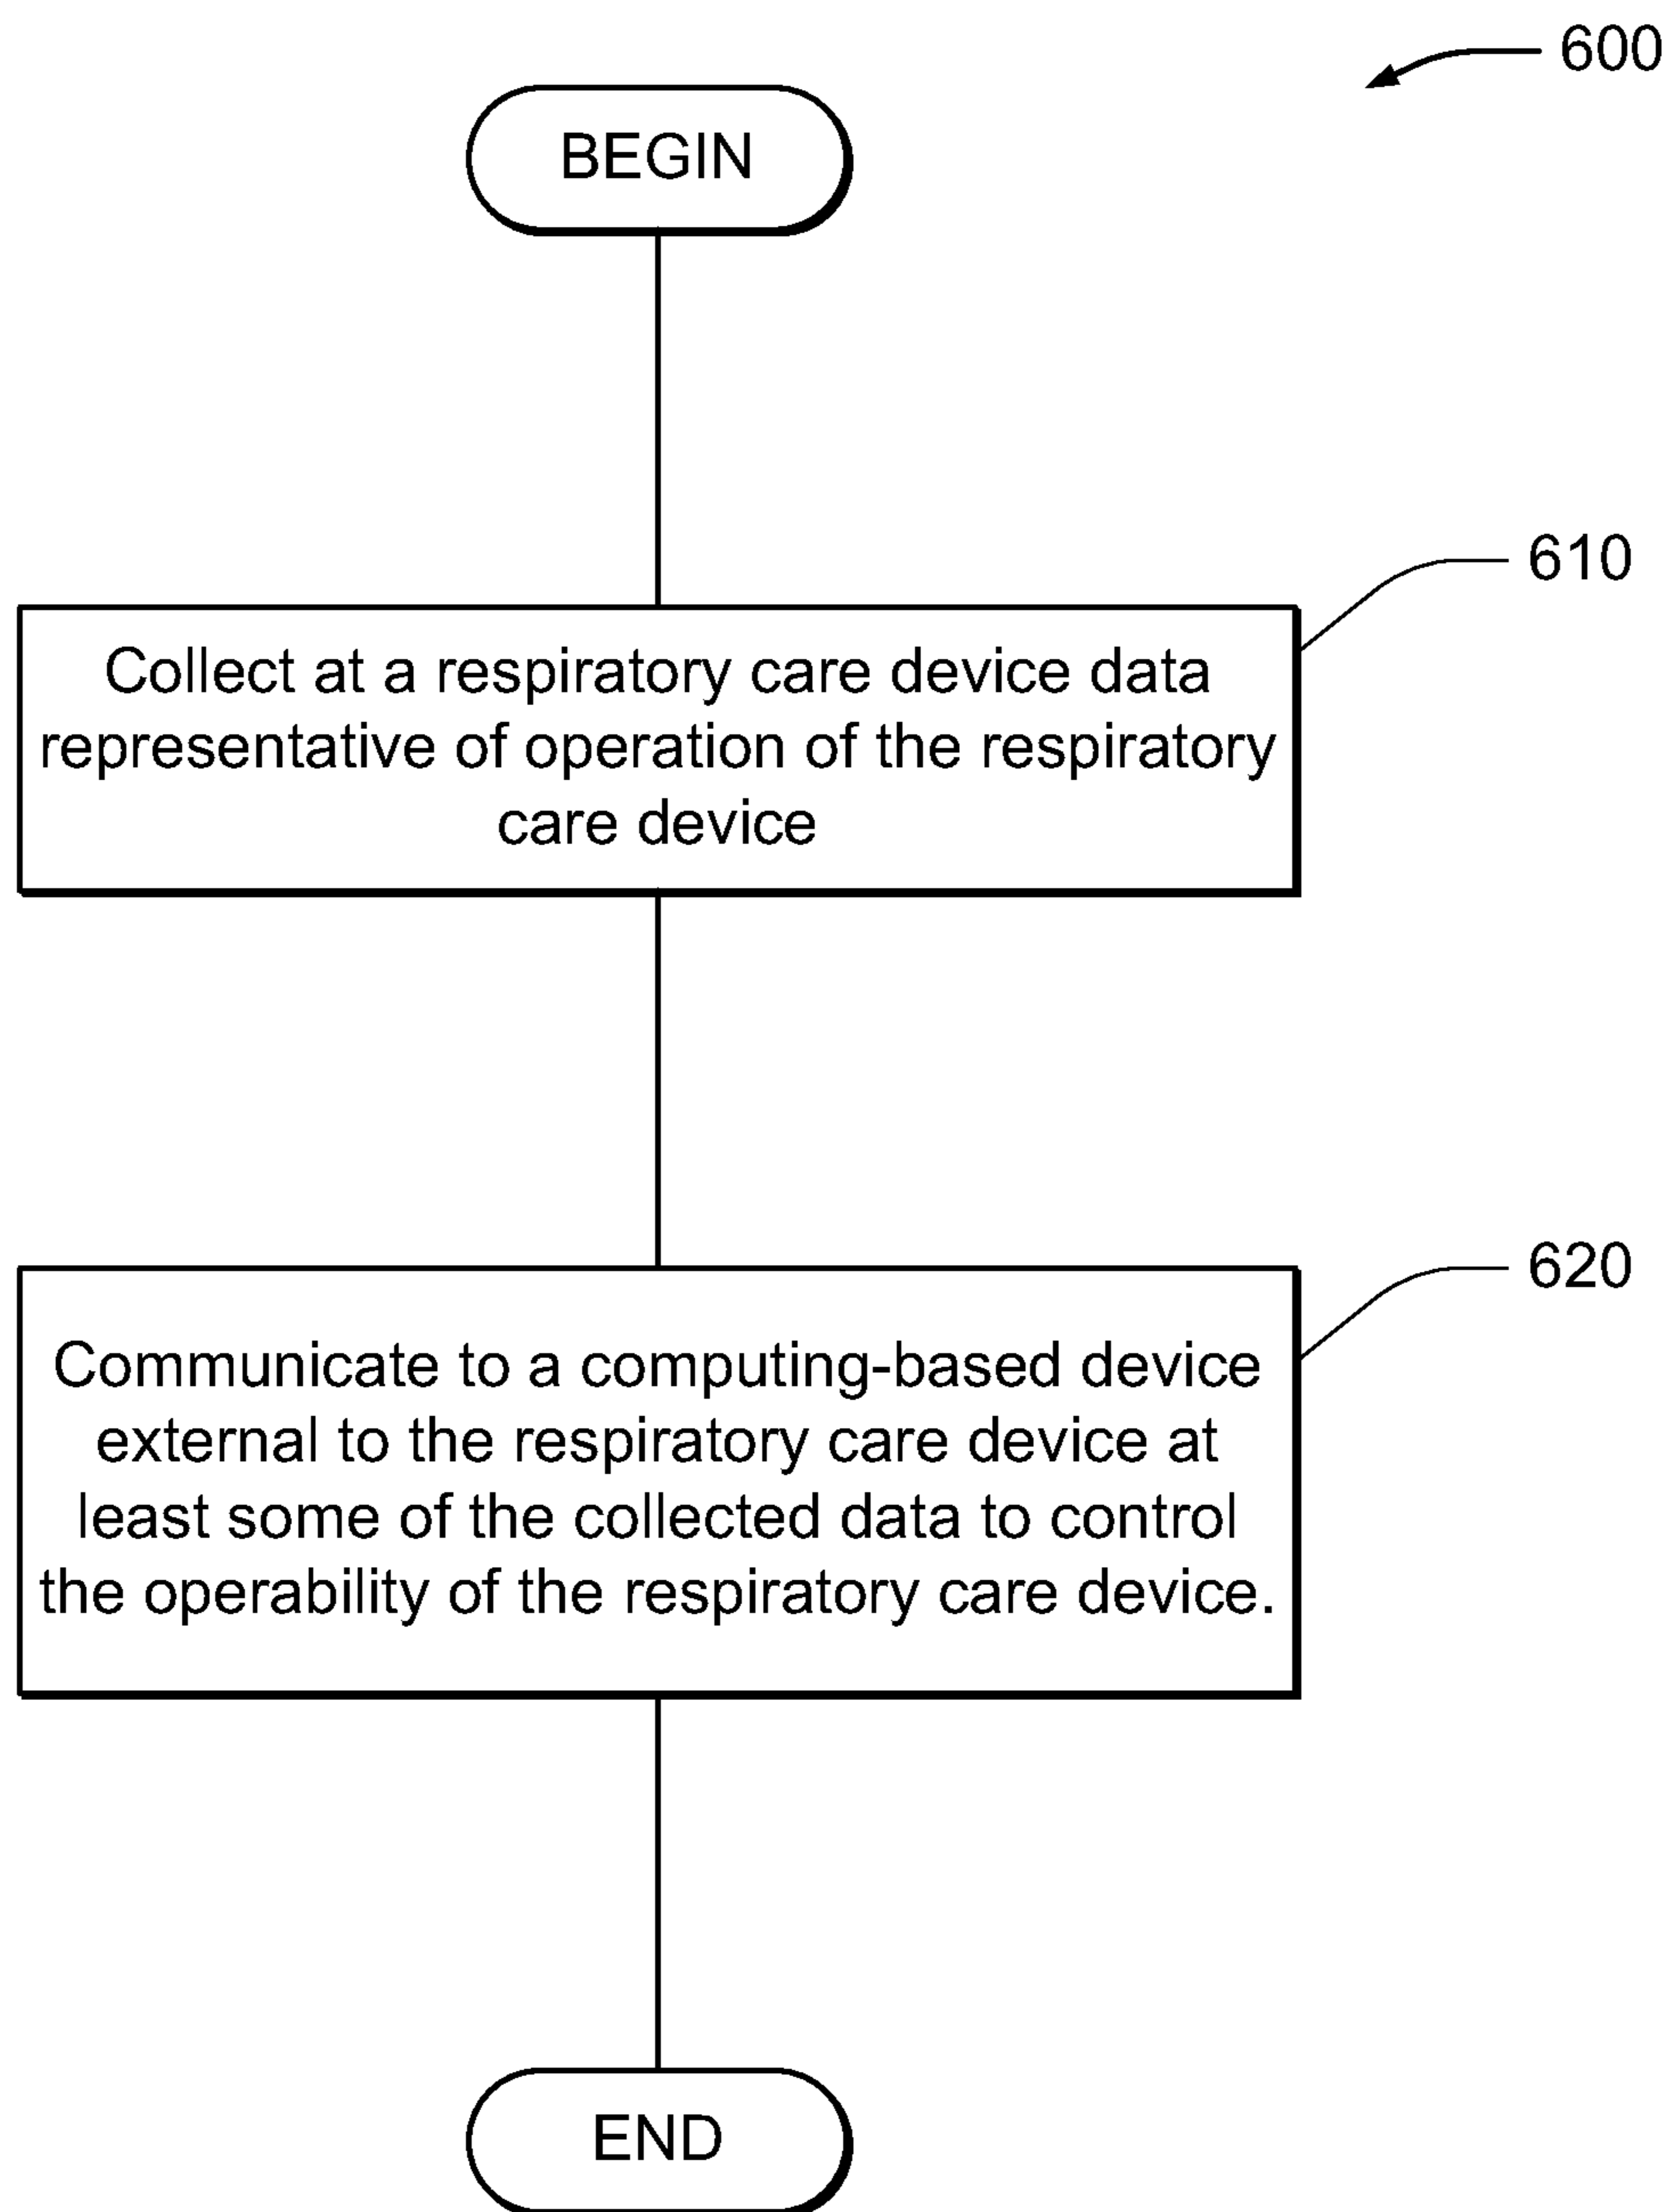 600
BEGIN
610
Collect at a respiratory care device data
representative of operation of the respiratory
care device
620
Communicate to a computing-based device
external to the respiratory care device at
least some of the collected data to control
the operability of the respiratory care device.
END